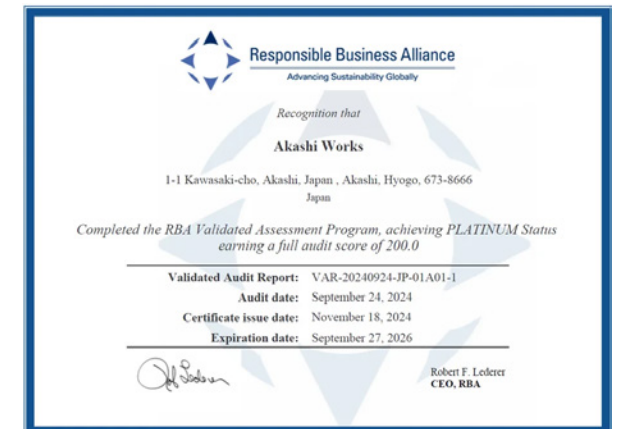 Responsible Business Alliance
Advancing Sustainability Globally
Recognition that
Akashi Works
1-1 Kawasaki-cho, Akashi, Japan , Akashi, Hyogo, 673-8666
Japan
Completed the RBA Validated Assessment Program, achieving PLATINUM Status
earning a full audit score of 200.0
Validated Audit Report: VAR-20240924-JP-01A01-1
Audit date: September 24, 2024
Certificate issue date: November 18, 2024
Expiration date: September 27, 2026
Robert F. Lederer
CEO, RBA